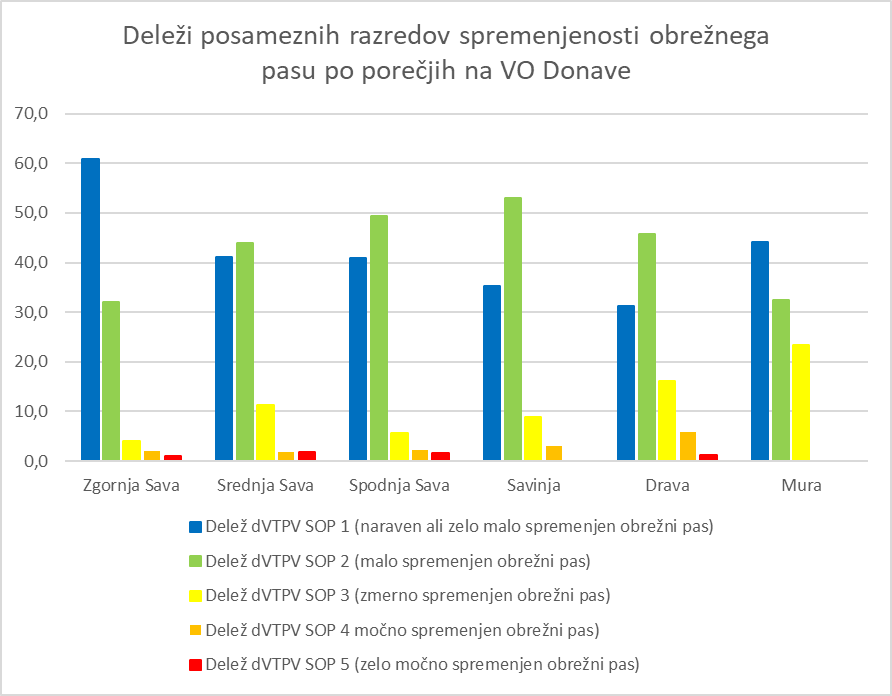 Deleži posameznih razredov spremenjenosti obrežnega
pasu po porečjih na VO Donave
70,0
60,0
50,0
40,0
30,0
20,0
10,0
0,0
Zgornja Sava
Srednja Sava
Spodnja Sava
Savinja
Drava
Mura
Delež dVTPV SOP 1 (naraven ali zelo malo spremenjen obrežni pas)
Delež dVTPV SOP 2 (malo spremenjen obrežni pas)
Delež dVTPV SOP 3 (zmerno spremenjen obrežni pas)
Delež dVTPV SOP 4 močno spremenjen obrežni pas)
Delež dVTPV SOP 5 (zelo močno spremenjen obrežni pas)